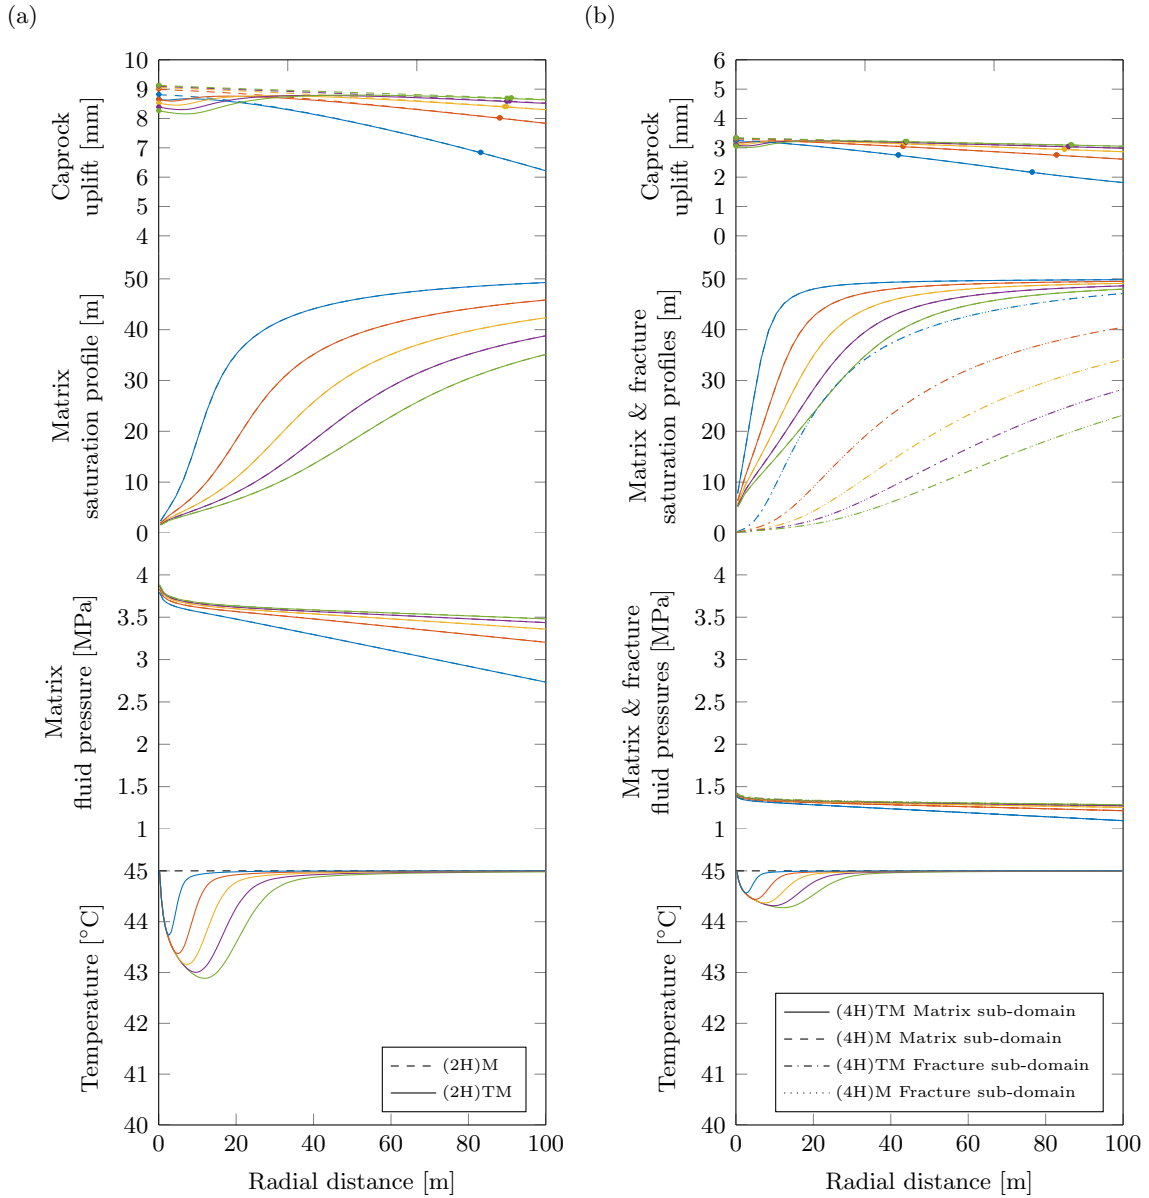 (a)
10
9
8
7
6
5
4
Caprock
uplift [mm]
50
40
30
20
10
0
Matrix
saturation profile [m]
4
3.5
3
2.5
2
1.5
1
Matrix
fluid pressure [MPa]
45
44
43
42
41
40
Temperature [°C]
(2H)M
(2H)TM
0 20 40 60 80 100
Radial distance [m]
(b)
6
5
4
3
2
1
0
Caprock
uplift [mm]
50
40
30
20
10
0
Matrix & fracture
saturation profiles [m]
4
3.5
3
2.5
2
1.5
1
Matrix & fracture
fluid pressures [MPa]
45
44
43
42
41
40
Temperature [°C]
(4H)TM Matrix sub-domain
(4H)M Matrix sub-domain
(4H)TM Fracture sub-domain
(4H)M Fracture sub-domain
0 20 40 60 80 100
Radial distance [m]